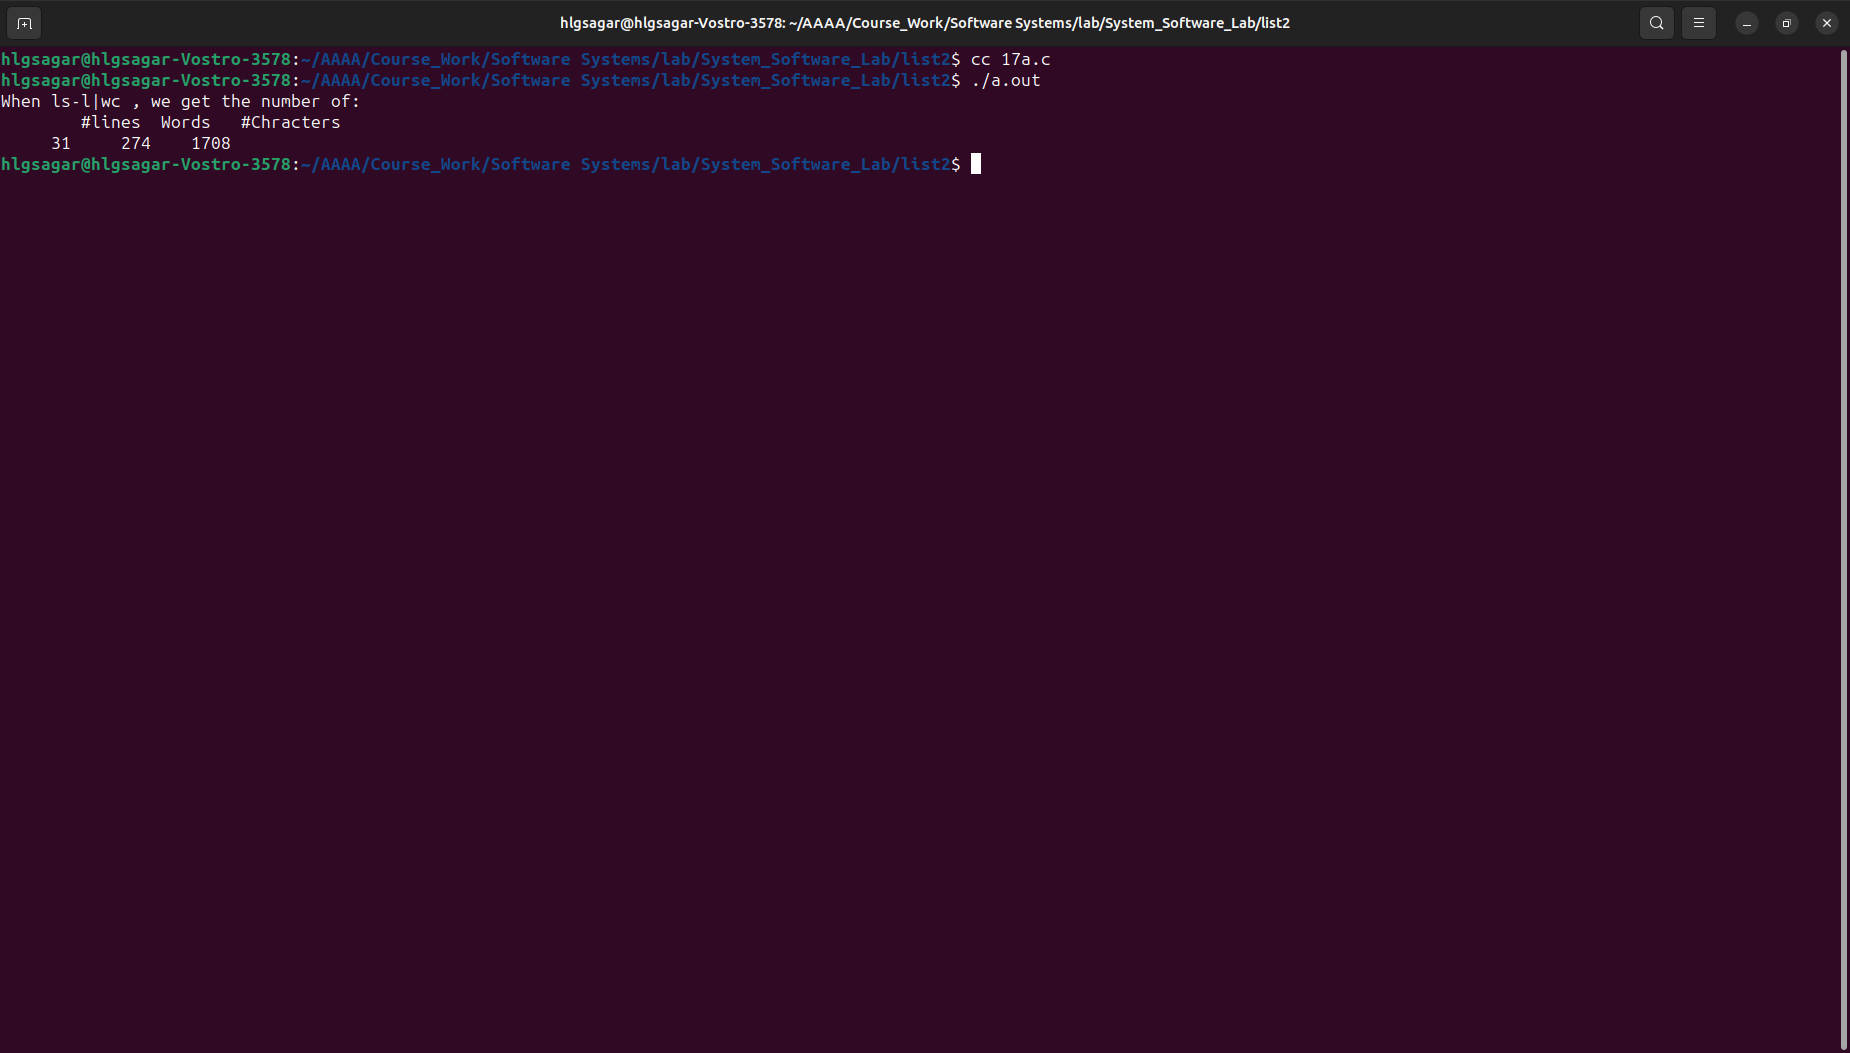 hlgsagar@hlgsagar-Vostro-3578: ~/AAAA/Course_Work/Software Systems/lab/System_Software_Lab/list2
hlgsagar@hlgsagar-Vostro-3578:~/AAAA/Course_Work/Software Systems/lab/System_Software_Lab/list2$ cc 17a.c
hlgsagar@hlgsagar-Vostro-3578:~/AAAA/Course_Work/Software Systems/lab/System_Software_Lab/list2$ ./a.out
When ls-l|wc , we get the number of:
        #lines  Words   #Chracters
     31     274    1708
hlgsagar@hlgsagar-Vostro-3578:~/AAAA/Course_Work/Software Systems/lab/System_Software_Lab/list2$